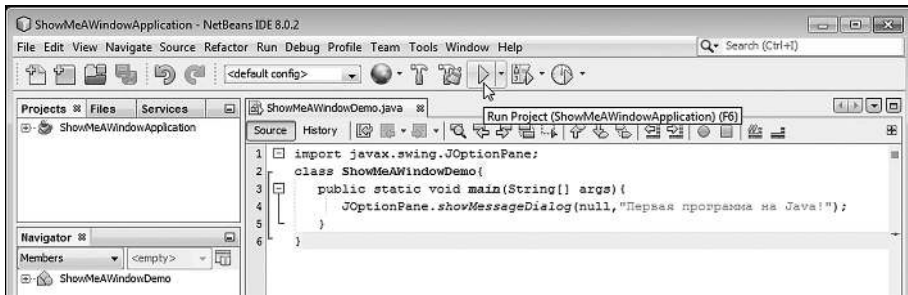 ShowMeAWindowApplication - NetBeans IDE 8.0.2
File Edit View Navigate Source Refactor Run Debug Profile Team Tools Window Help
Search (Ctrl+I)
<default config>
Projects Files Services
ShowMeAWindowDemo.java
Run Project (ShowMeAWindowApplication) (F6)
ShowMeAWindowApplication
Source History
1 import javax.swing.JOptionPane;
2 class ShowMeAWindowDemo{
3 public static void main(String[] args){
4 JOptionPane.showMessageDialog(null,"Первая программа на Java!");
5 }
6 }
Navigator
Members <empty>
ShowMeAWindowDemo